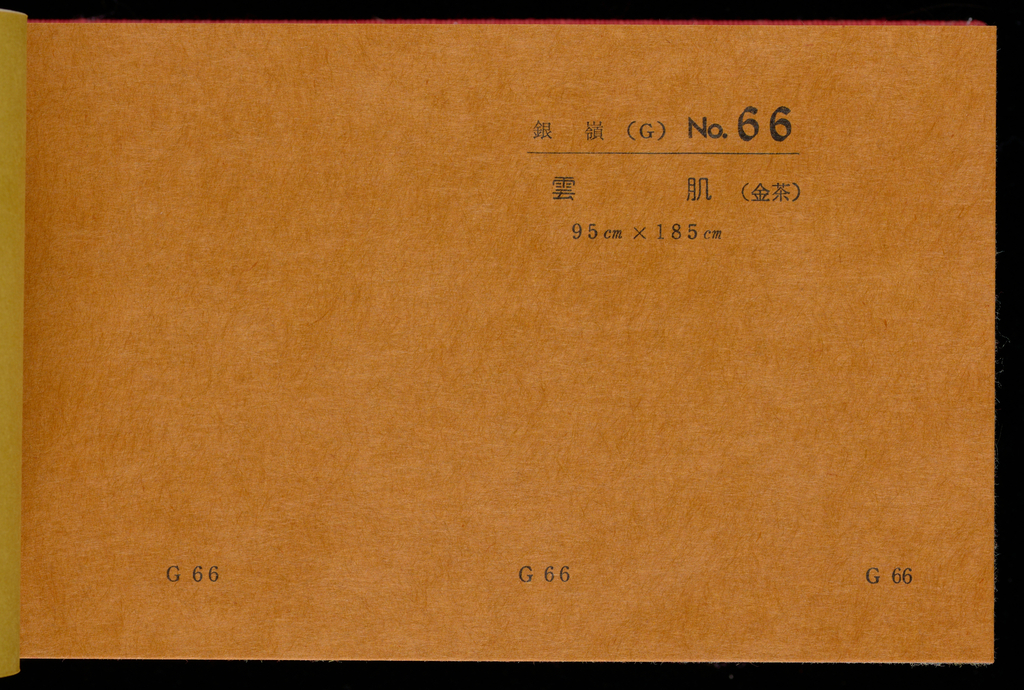 銀 嶺 (G) No. 66
雲 肌 (金茶)
95cm × 185cm
G 66 G 66 G 66